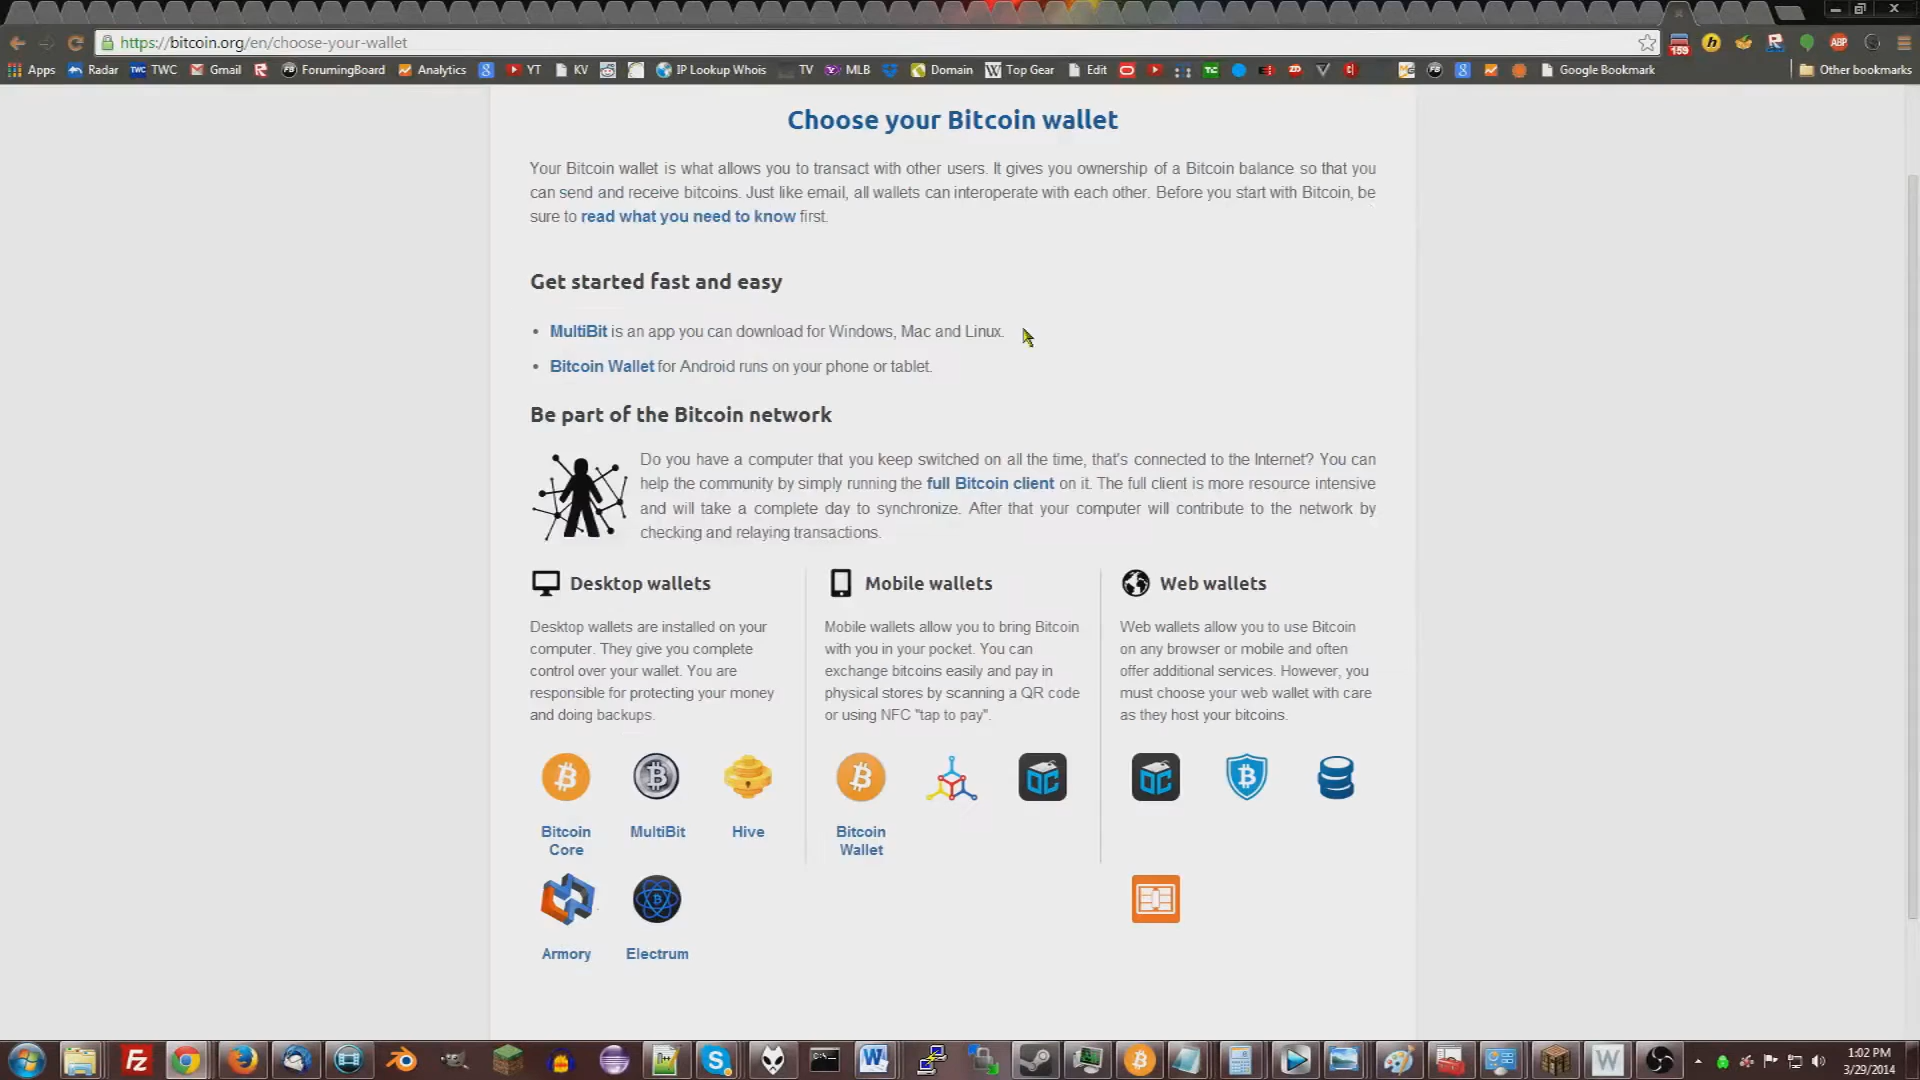 https://bitcoin.org/en/choose-your-wallet
159
ABP
Apps Radar TWC TWC Gmail FB ForumingBoard Analytics YT KV IP Lookup Whois TV MLB Domain W Top Gear Edit TC Google Bookmark Other bookmarks
Choose your Bitcoin wallet
Your Bitcoin wallet is what allows you to transact with other users. It gives you ownership of a Bitcoin balance so that you
can send and receive bitcoins. Just like email, all wallets can interoperate with each other. Before you start with Bitcoin, be
sure to read what you need to know first.
Get started fast and easy
• MultiBit is an app you can download for Windows, Mac and Linux.
• Bitcoin Wallet for Android runs on your phone or tablet.
Be part of the Bitcoin network
Do you have a computer that you keep switched on all the time, that's connected to the Internet? You can
help the community by simply running the full Bitcoin client on it. The full client is more resource intensive
and will take a complete day to synchronize. After that your computer will contribute to the network by
checking and relaying transactions.
Desktop wallets
Desktop wallets are installed on your
computer. They give you complete
control over your wallet. You are
responsible for protecting your money
and doing backups.
Bitcoin
Core
MultiBit
Hive
Armory
Electrum
Mobile wallets
Mobile wallets allow you to bring Bitcoin
with you in your pocket. You can
exchange bitcoins easily and pay in
physical stores by scanning a QR code
or using NFC "tap to pay".
Bitcoin
Wallet
Web wallets
Web wallets allow you to use Bitcoin
on any browser or mobile and often
offer additional services. However, you
must choose your web wallet with care
as they host your bitcoins.
1:02 PM
3/29/2014